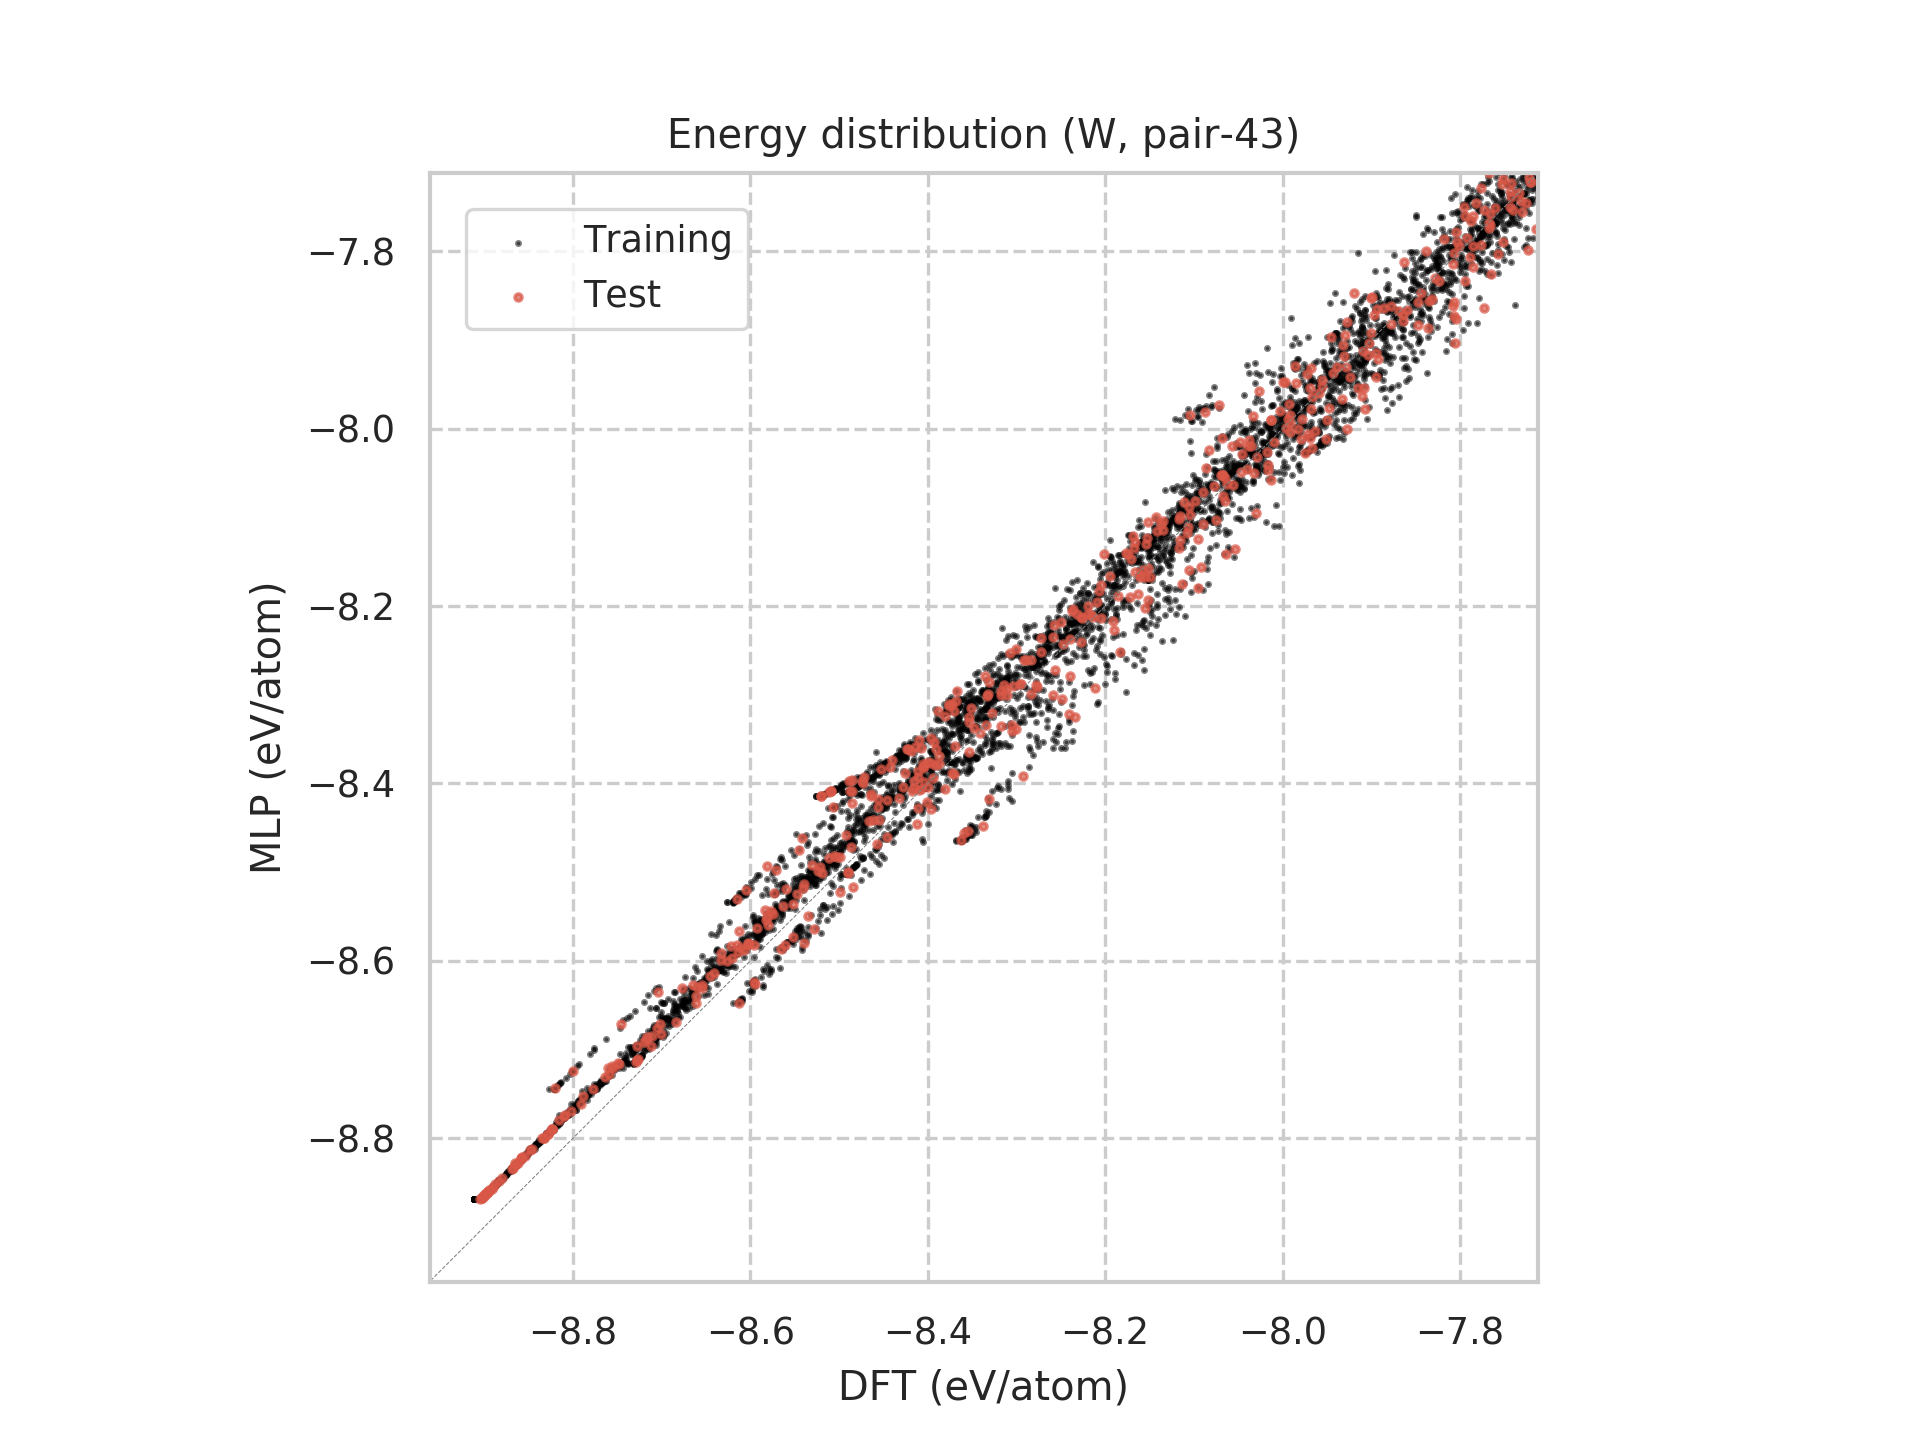 Energy distribution (W, pair-43)
Training
Test
MLP (eV/atom)
−7.8
−8.0
−8.2
−8.4
−8.6
−8.8
−8.8 −8.6 −8.4 −8.2 −8.0 −7.8
DFT (eV/atom)